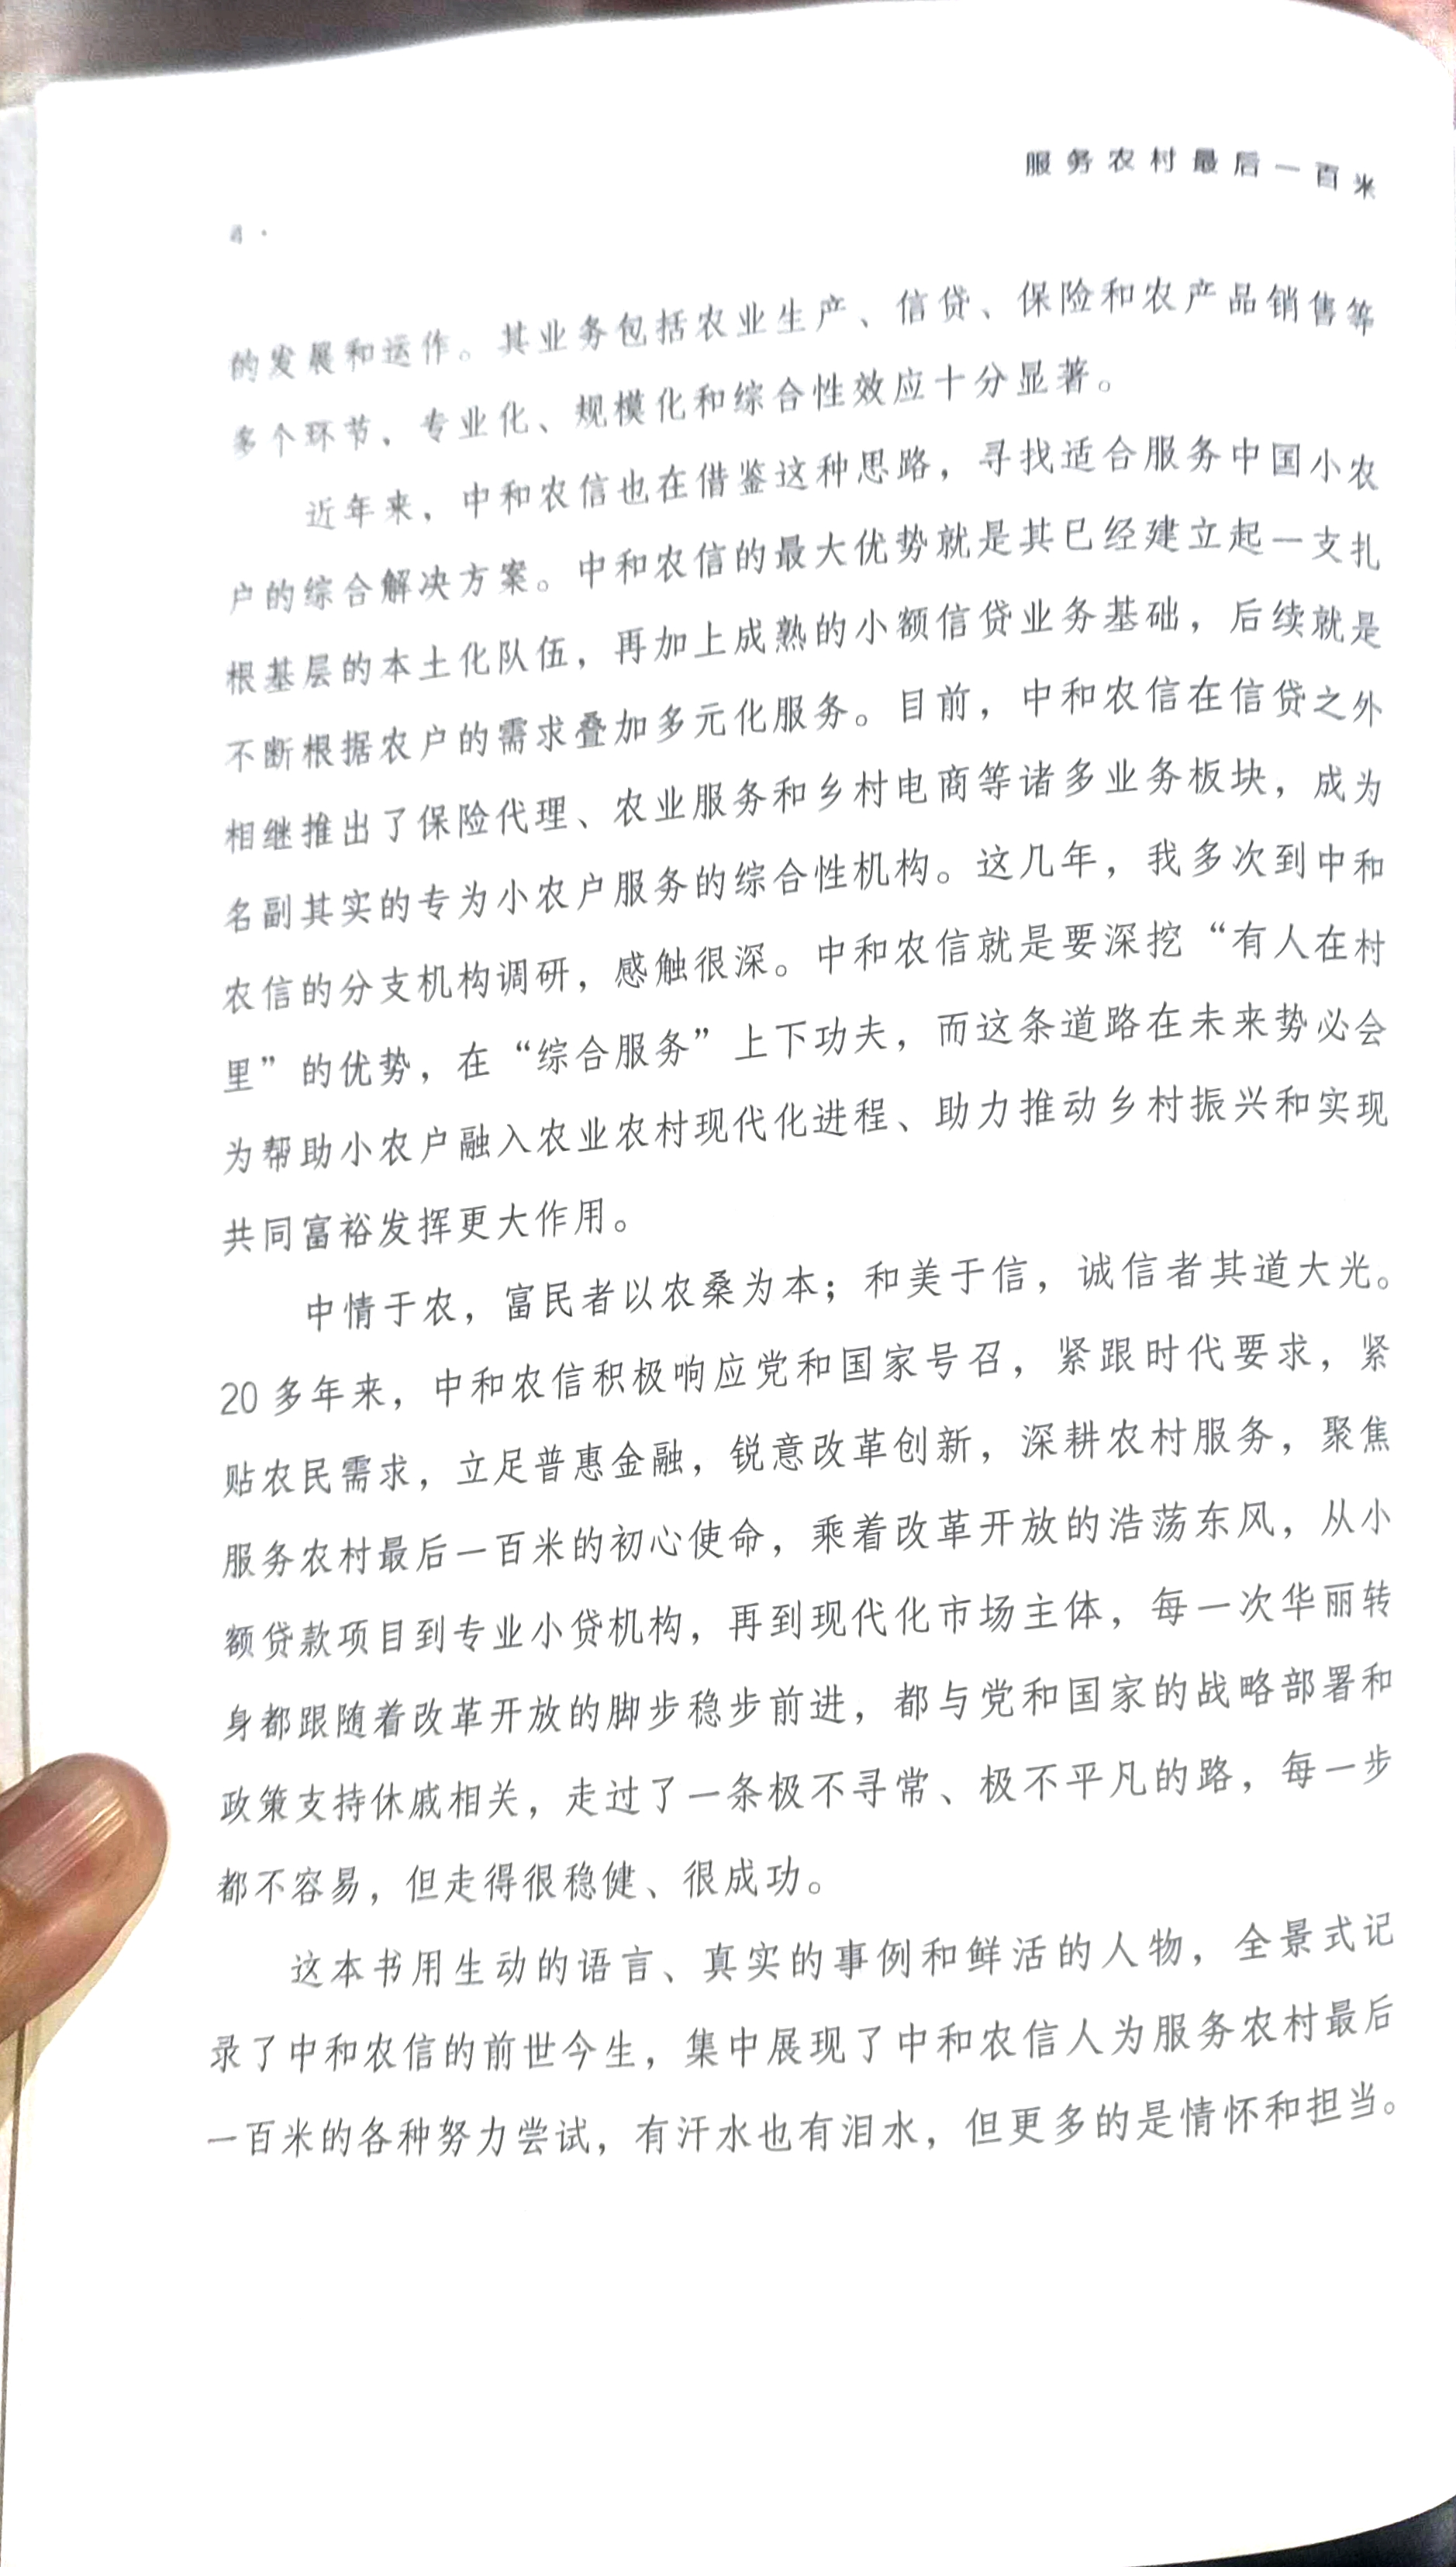 服务农村最后一百米
的发展和运作。其业务包括农业生产、信贷、保险和农产品销售等
多个环节，专业化、规模化和综合性效应十分显著。
近年来，中和农信也在借鉴这种思路，寻找适合服务中国小农
户的综合解决方案。中和农信的最大优势就是其已经建立起一支扎
根基层的本土化队伍，再加上成熟的小额信贷业务基础，后续就是
不断根据农户的需求叠加多元化服务。目前，中和农信在信贷之外
相继推出了保险代理、农业服务和乡村电商等诸多业务板块，成为
名副其实的专为小农户服务的综合性机构。这几年，我多次到中和
农信的分支机构调研，感触很深。中和农信就是要深挖“有人在村
里”的优势，在“综合服务”上下功夫，而这条道路在未来势必会
为帮助小农户融入农业农村现代化进程、助力推动乡村振兴和实现
共同富裕发挥更大作用。
中情于农，富民者以农桑为本；和美于信，诚信者其道大光。
20多年来，中和农信积极响应党和国家号召，紧跟时代要求，紧
贴农民需求，立足普惠金融，锐意改革创新，深耕农村服务，聚焦
服务农村最后一百米的初心使命，乘着改革开放的浩荡东风，从小
额贷款项目到专业小贷机构，再到现代化市场主体，每一次华丽转
身都跟随着改革开放的脚步稳步前进，都与党和国家的战略部署和
政策支持休戚相关，走过了一条极不寻常、极不平凡的路，每一步
都不容易，但走得很稳健、很成功。
这本书用生动的语言、真实的事例和鲜活的人物，全景式记
录了中和农信的前世今生，集中展现了中和农信人为服务农村最后
一百米的各种努力尝试，有汗水也有泪水，但更多的是情怀和担当。